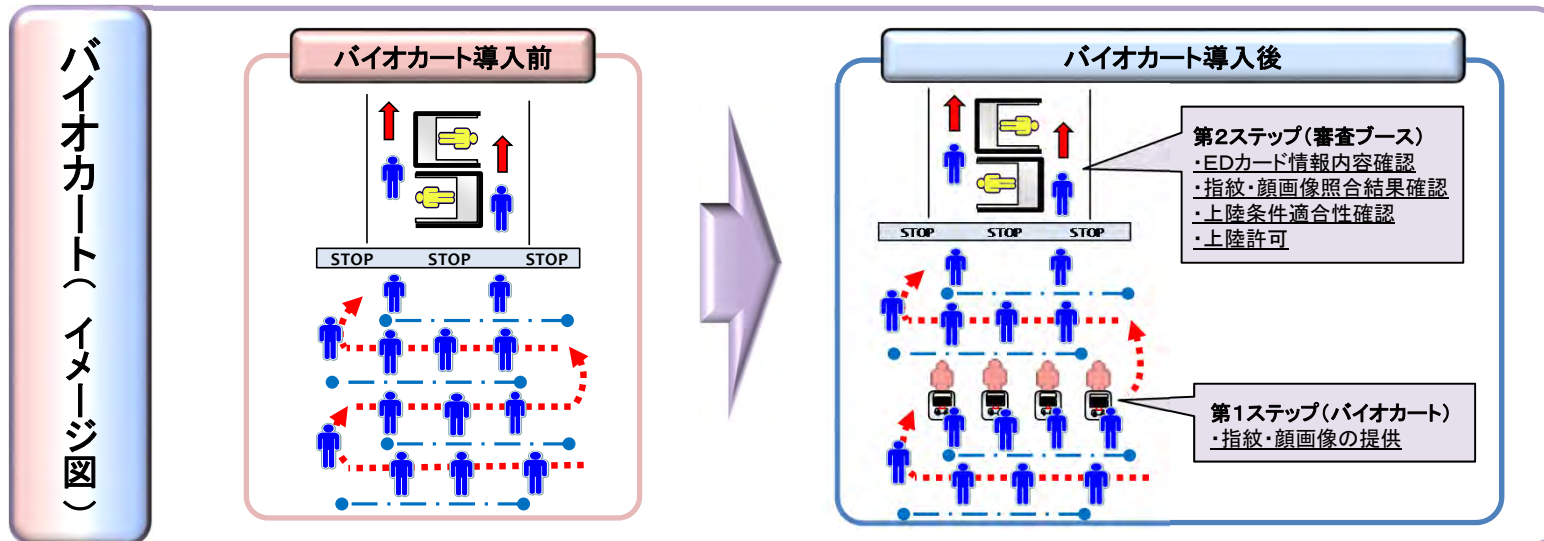 バイオカート(イメージ図)
バイオカート導入前
STOP STOP STOP
バイオカート導入後
STOP STOP STOP
第2ステップ(審査ブース)
・EDカード情報内容確認
・指紋・顔画像照合結果確認
・上陸条件適合性確認
・上陸許可
第1ステップ(バイオカート)
・指紋・顔画像の提供